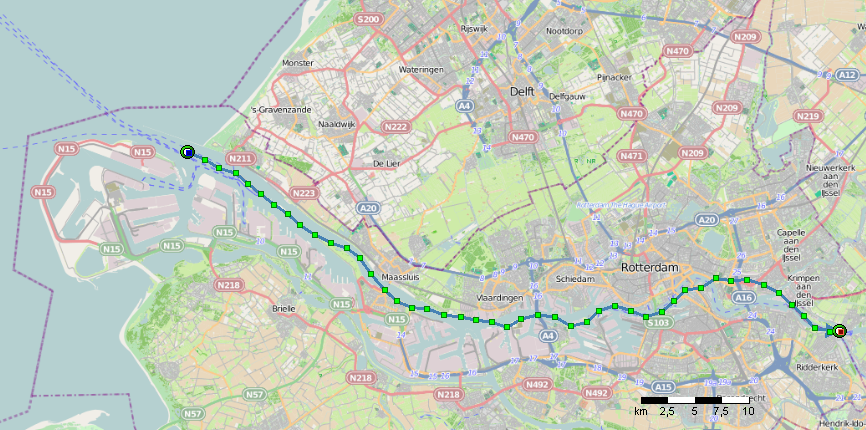 S200
Rijswijk
Nootdorp
N470
N209
Monster
Wateringen
A12
Pijnacker
Delft
Delfgauw
's-Gravenzande
A4
N470
N209
N219
Naaldwijk
N222
N470
N15
N15
N211
De Lier
N471
N209
Nieuwerkerk
aan
den
IJssel
N15
N223
A20
A20
N15
N15
N15
Capelle
aan
den
IJssel
Maassluis
Schiedam
Rotterdam
Krimpen
aan
den
IJssel
N218
Brielle
N15
Vlaardingen
A16
N15
S103
A4
Ridderkerk
N218
N57
N218
N492
N492
A15
N57
km 2,5 5 7,5 10
Hendrik-Ido-